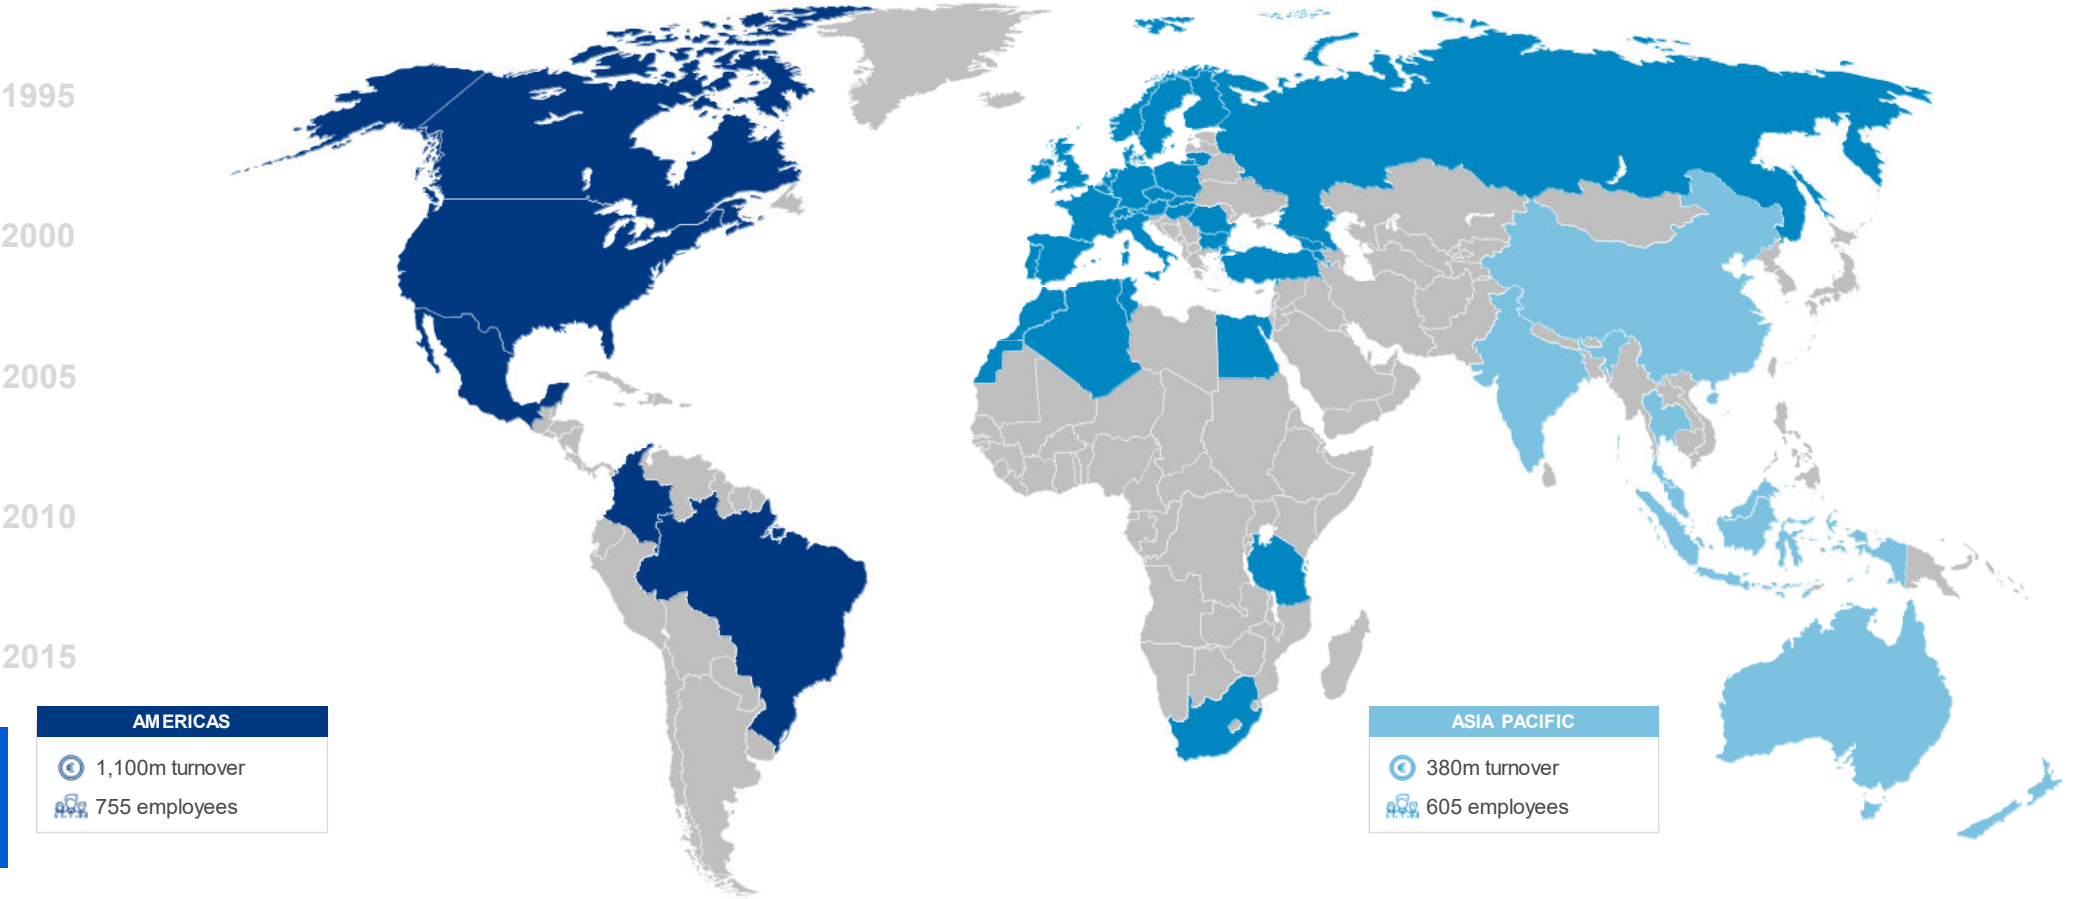 1995
2000
2005
2010
2015
AMERICAS
€ 1,100m turnover
755 employees
ASIA PACIFIC
€ 380m turnover
605 employees